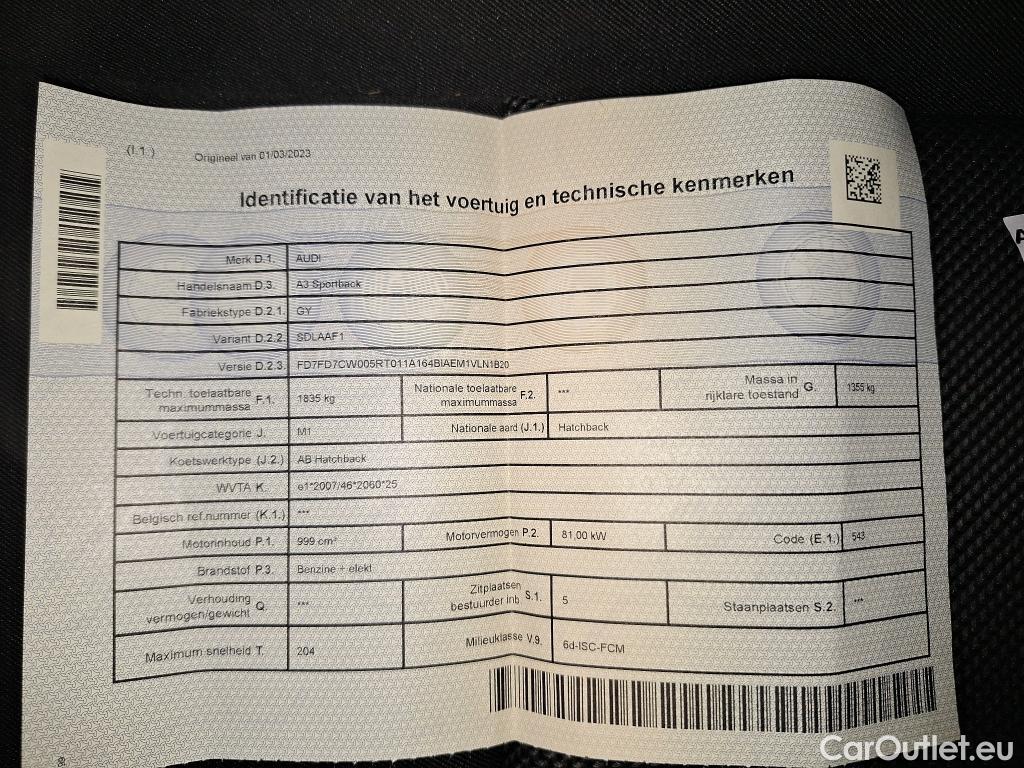 (I.1.) Origineel van 01/03/2023
Identificatie van het voertuig en technische kenmerken
Merk D.1. AUDI
Handelsnaam D.3. A3 Sportback
Fabriekstype D.2.1. GY
Variant D.2.2. SDLAAF1
Versie D.2.3. FD7FD7CW005RT011A164BIAEM1VLN1B20
Techn. toelaatbare maximummassa F.1. 1835 kg Nationale toelaatbare maximummassa F.2. *** Massa in rijklare toestand G. 1355 kg
Voertuigcategorie J. M1 Nationale aard (J.1.) Hatchback
Koetswerktype (J.2.) AB Hatchback
WVTA K. e1*2007/46*2060*25
Belgisch ref.nummer (K.1.) ***
Motorinhoud P.1. 999 cm³ Motorvermogen P.2. 81,00 kW Code (E.1.) 543
Brandstof P.3. Benzine + elekt
Verhouding vermogen/gewicht Q. *** Zitplaatsen bestuurder inb. S.1. 5 Staanplaatsen S.2. ***
Maximum snelheid T. 204 Milieuklasse V.9. 6d-ISC-FCM
CarOutlet.eu